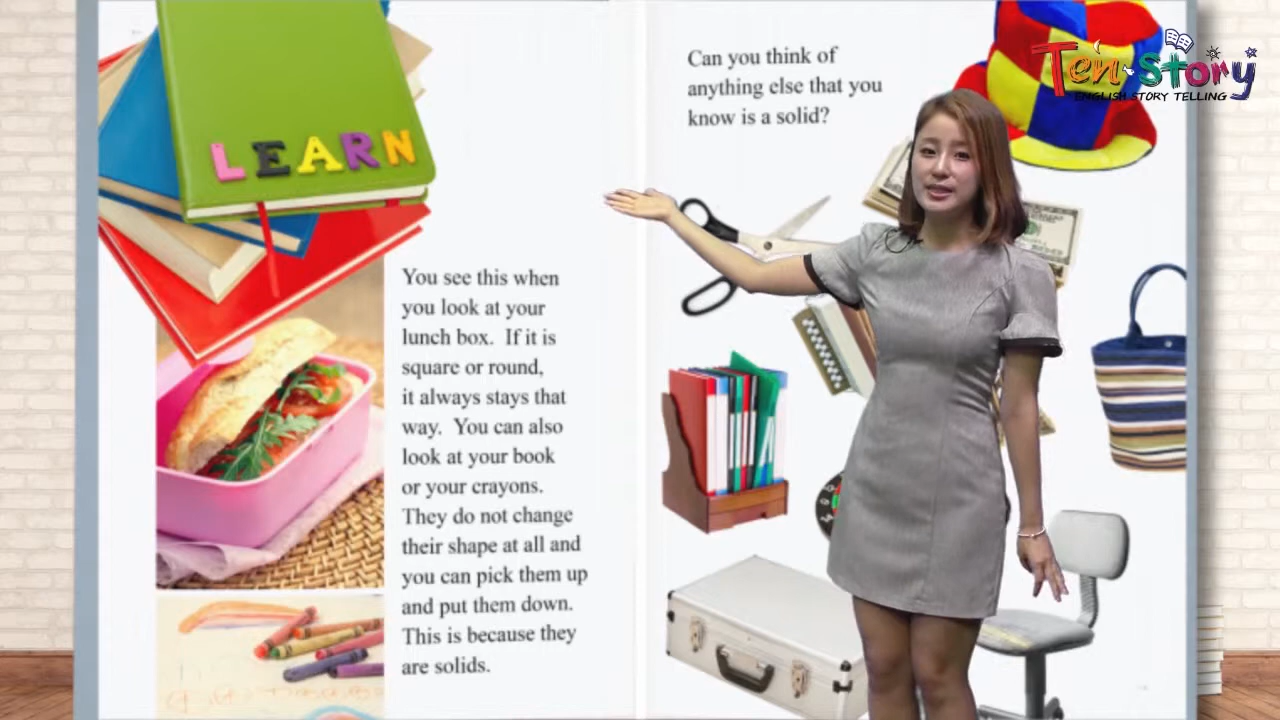 LEARN
You see this when
you look at your
lunch box. If it is
square or round,
it always stays that
way. You can also
look at your book
or your crayons.
They do not change
their shape at all and
you can pick them up
and put them down.
This is because they
are solids.
Can you think of
anything else that you
know is a solid?
Ten Story
ENGLISH STORY TELLING